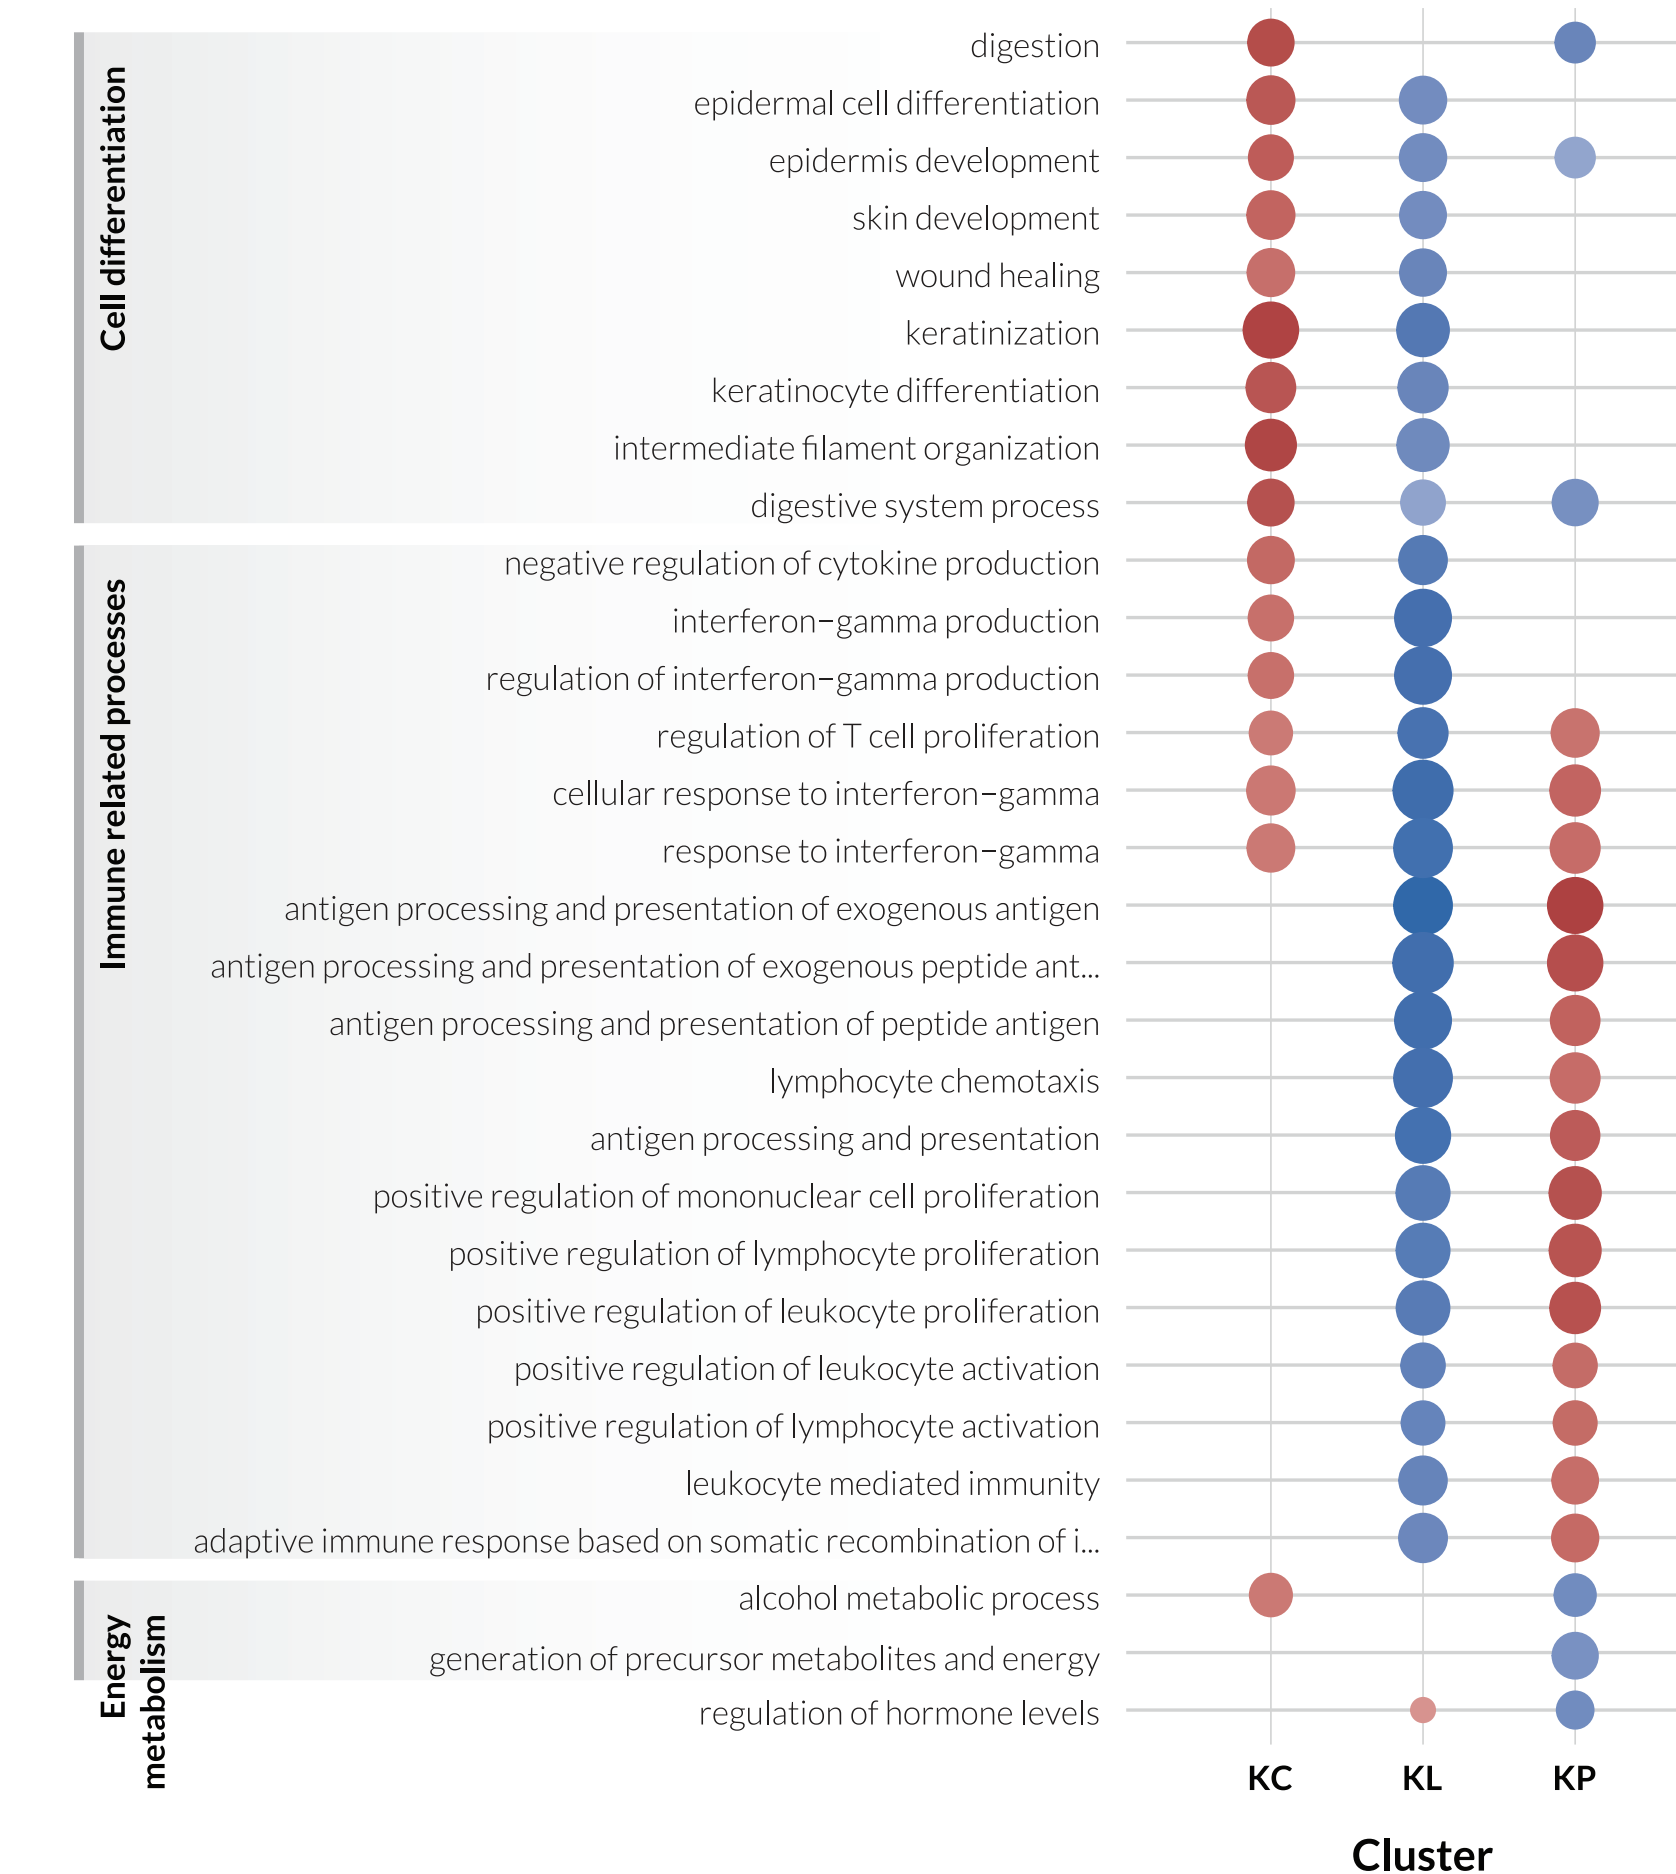 Cell differentiation
digestion
epidermal cell differentiation
epidermis development
skin development
wound healing
keratinization
keratinocyte differentiation
intermediate filament organization
digestive system process
Immune related processes
negative regulation of cytokine production
interferon−gamma production
regulation of interferon−gamma production
regulation of T cell proliferation
cellular response to interferon−gamma
response to interferon−gamma
antigen processing and presentation of exogenous antigen
antigen processing and presentation of exogenous peptide ant...
antigen processing and presentation of peptide antigen
lymphocyte chemotaxis
antigen processing and presentation
positive regulation of mononuclear cell proliferation
positive regulation of lymphocyte proliferation
positive regulation of leukocyte proliferation
positive regulation of leukocyte activation
positive regulation of lymphocyte activation
leukocyte mediated immunity
adaptive immune response based on somatic recombination of i...
Energy
metabolism
alcohol metabolic process
generation of precursor metabolites and energy
regulation of hormone levels
KC KL KP
Cluster